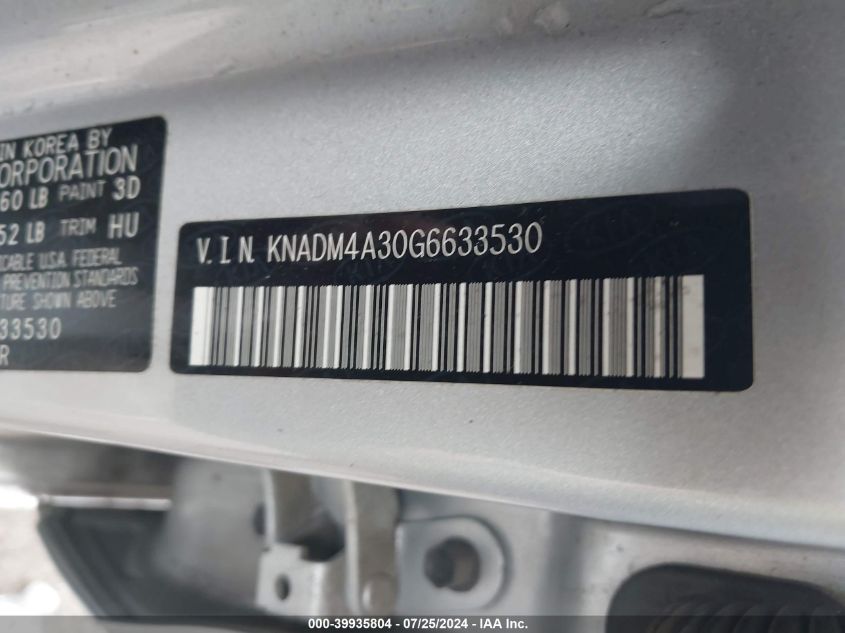 IN KOREA BY
CORPORATION
60 LB PAINT 3D
52 LB TRIM HU
ICABLE U.S.A. FEDERAL
PREVENTION STANDARDS
TURE SHOWN ABOVE
33530
R
V.I.N. KNADM4A30G6633530
000-39935804 - 07/25/2024 - IAA Inc.